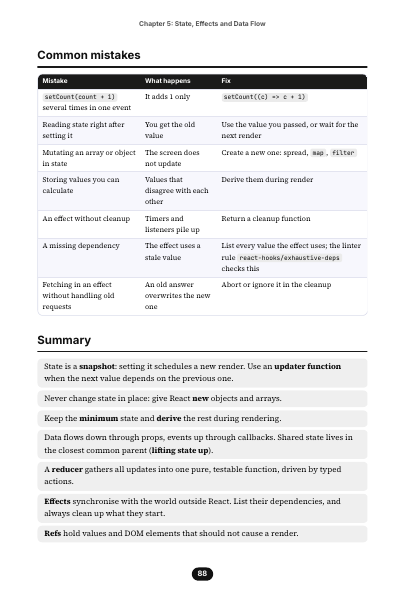 Chapter 5: State, Effects and Data Flow
Common mistakes
Mistake What happens Fix
setCount(count + 1) It adds 1 only setCount((c) => c + 1)
several times in one event
Reading state right after You get the old Use the value you passed, or wait for the
setting it value next render
Mutating an array or object The screen does Create a new one: spread, map, filter
in state not update
Storing values you can Values that Derive them during render
calculate disagree with each
other
An effect without cleanup Timers and Return a cleanup function
listeners pile up
A missing dependency The effect uses a List every value the effect uses; the linter
stale value rule react-hooks/exhaustive-deps
checks this
Fetching in an effect An old answer Abort or ignore it in the cleanup
without handling old overwrites the new
requests one
Summary
State is a snapshot: setting it schedules a new render. Use an updater function
when the next value depends on the previous one.
Never change state in place: give React new objects and arrays.
Keep the minimum state and derive the rest during rendering.
Data flows down through props, events up through callbacks. Shared state lives in
the closest common parent (lifting state up).
A reducer gathers all updates into one pure, testable function, driven by typed
actions.
Effects synchronise with the world outside React. List their dependencies, and
always clean up what they start.
Refs hold values and DOM elements that should not cause a render.
88